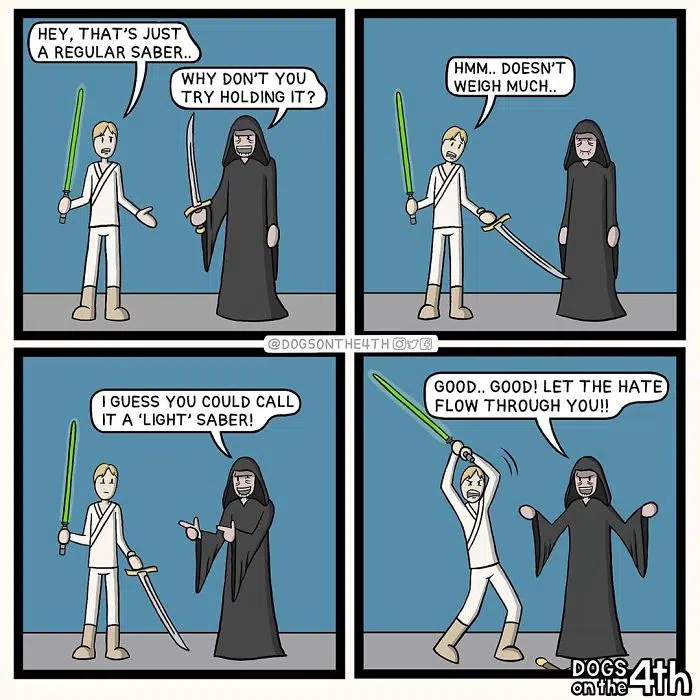 HEY, THAT'S JUST
A REGULAR SABER..
WHY DON'T YOU
TRY HOLDING IT?
HMM.. DOESN'T
WEIGH MUCH..
@DOGSONTHE4TH
I GUESS YOU COULD CALL
IT A 'LIGHT' SABER!
GOOD.. GOOD! LET THE HATE
FLOW THROUGH YOU!!
DOGS
on the 4th